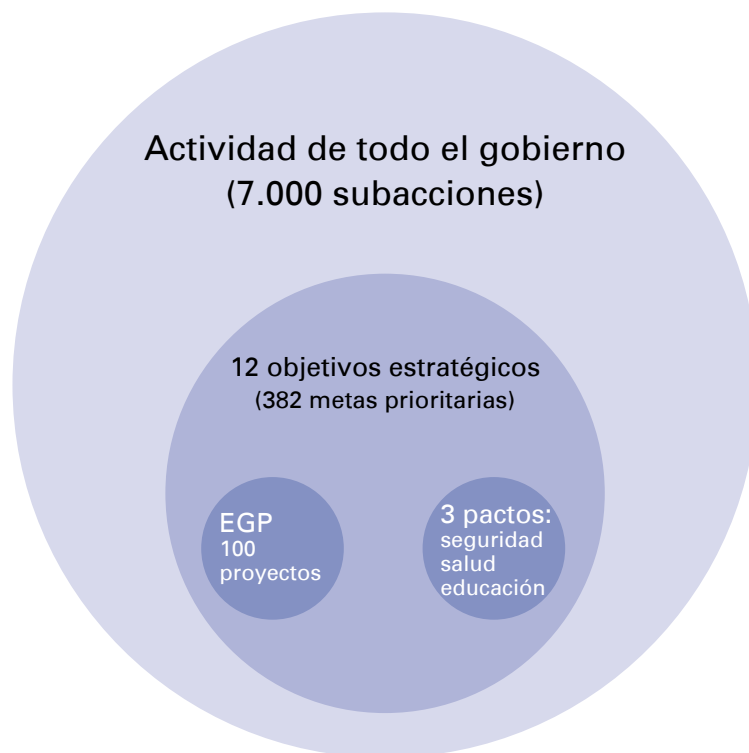 Actividad de todo el gobierno
(7.000 subacciones)
12 objetivos estratégicos
(382 metas prioritarias)
EGP
100
proyectos
3 pactos:
seguridad
salud
educación